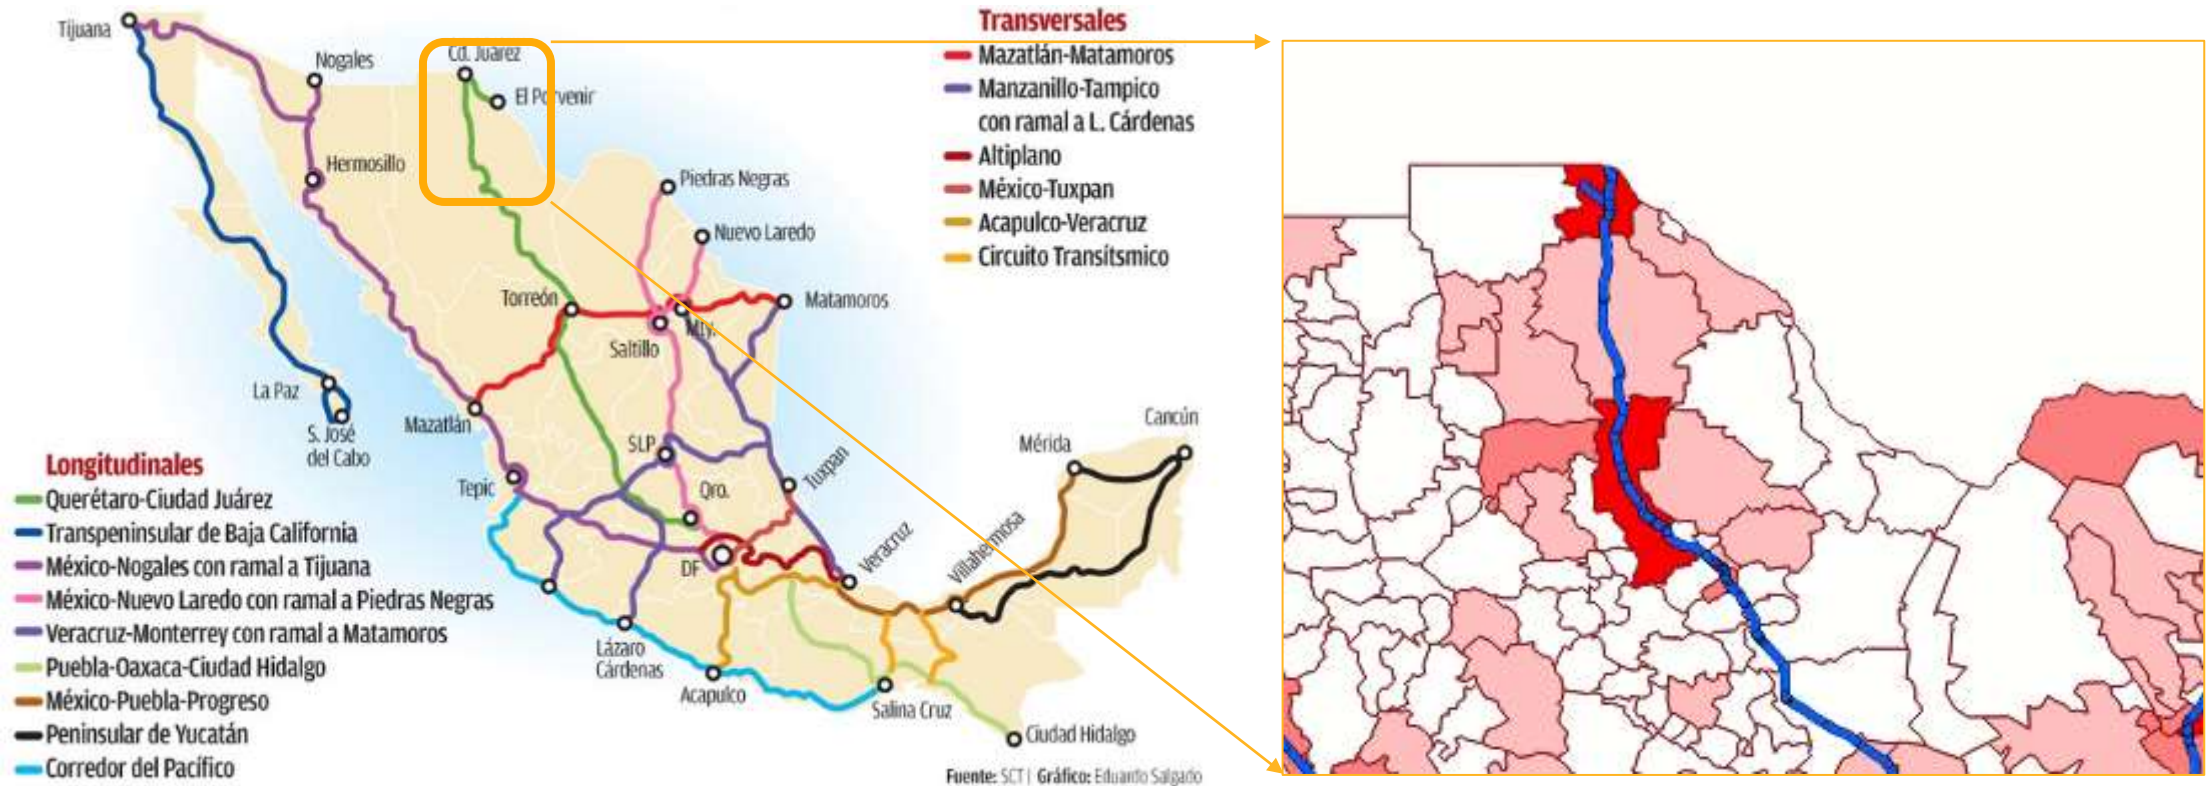 Tijuana
Nogales
Cd. Juárez
El Porvenir
Hermosillo
Piedras Negras
Nuevo Laredo
Torreón
Matamoros
Mty.
Saltillo
La Paz
S. José
del Cabo
Mazatlán
Tepic
SLP
Qro.
Tuxpan
DF
Veracruz
Villahermosa
Mérida
Cancún
Lázaro
Cárdenas
Acapulco
Salina Cruz
Ciudad Hidalgo
Transversales
Mazatlán-Matamoros
Manzanillo-Tampico
con ramal a L. Cárdenas
Altiplano
México-Tuxpan
Acapulco-Veracruz
Circuito Transítsmico
Longitudinales
Querétaro-Ciudad Juárez
Transpeninsular de Baja California
México-Nogales con ramal a Tijuana
México-Nuevo Laredo con ramal a Piedras Negras
Veracruz-Monterrey con ramal a Matamoros
Puebla-Oaxaca-Ciudad Hidalgo
México-Puebla-Progreso
Peninsular de Yucatán
Corredor del Pacífico
Fuente: SCT | Gráfico: Eduardo Salgado